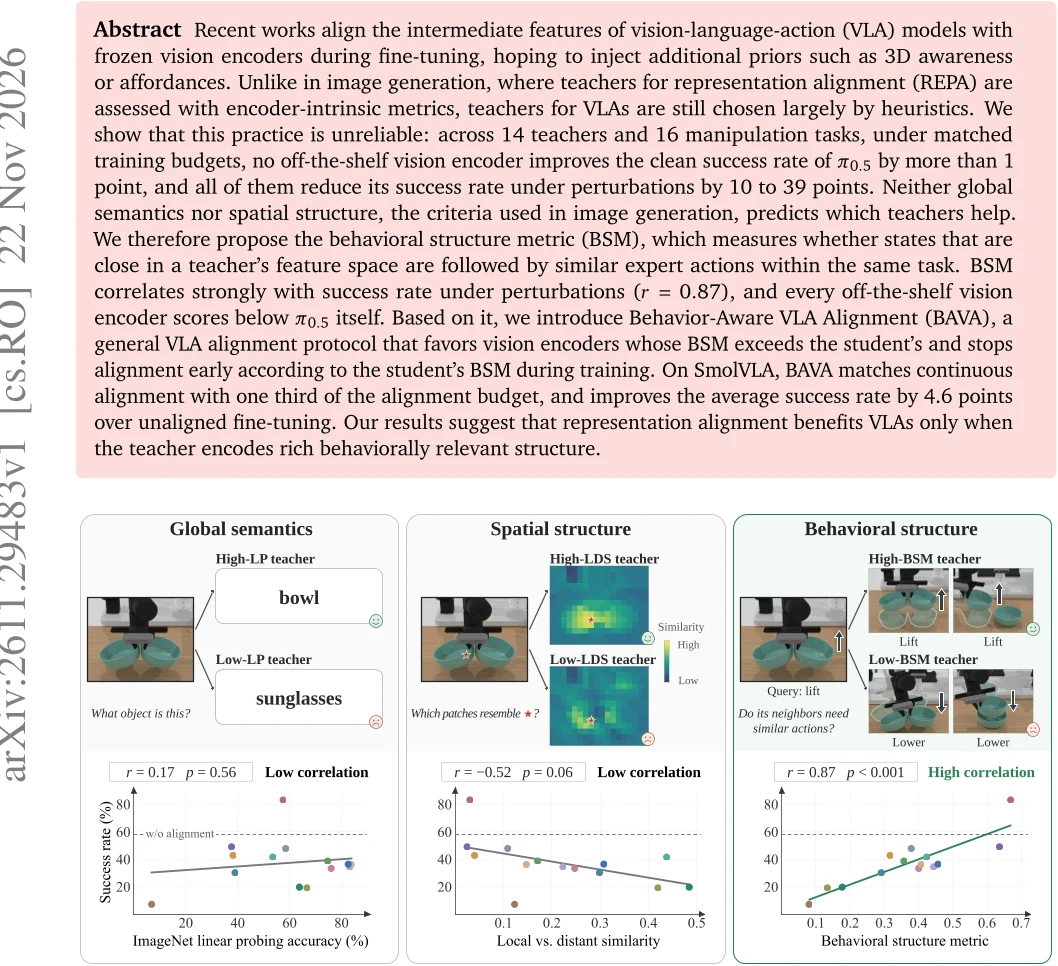 arXiv:2611.29483v1 [cs.RO] 22 Nov 2026
Abstract Recent works align the intermediate features of vision-language-action (VLA) models with
frozen vision encoders during fine-tuning, hoping to inject additional priors such as 3D awareness
or affordances. Unlike in image generation, where teachers for representation alignment (REPA) are
assessed with encoder-intrinsic metrics, teachers for VLAs are still chosen largely by heuristics. We
show that this practice is unreliable: across 14 teachers and 16 manipulation tasks, under matched
training budgets, no off-the-shelf vision encoder improves the clean success rate of π0.5 by more than 1
point, and all of them reduce its success rate under perturbations by 10 to 39 points. Neither global
semantics nor spatial structure, the criteria used in image generation, predicts which teachers help.
We therefore propose the behavioral structure metric (BSM), which measures whether states that are
close in a teacher's feature space are followed by similar expert actions within the same task. BSM
correlates strongly with success rate under perturbations (r = 0.87), and every off-the-shelf vision
encoder scores below π0.5 itself. Based on it, we introduce Behavior-Aware VLA Alignment (BAVA), a
general VLA alignment protocol that favors vision encoders whose BSM exceeds the student's and stops
alignment early according to the student's BSM during training. On SmolVLA, BAVA matches continuous
alignment with one third of the alignment budget, and improves the average success rate by 4.6 points
over unaligned fine-tuning. Our results suggest that representation alignment benefits VLAs only when
the teacher encodes rich behaviorally relevant structure.
Global semantics
High-LP teacher
bowl
Low-LP teacher
sunglasses
What object is this?
r = 0.17 p = 0.56 Low correlation
Success rate (%)
80
60
40
20
w/o alignment
20 40 60 80
ImageNet linear probing accuracy (%)
Spatial structure
High-LDS teacher
Similarity
High
Low
Low-LDS teacher
Which patches resemble ★?
r = −0.52 p = 0.06 Low correlation
80
60
40
20
0.1 0.2 0.3 0.4 0.5
Local vs. distant similarity
Behavioral structure
High-BSM teacher
Lift Lift
Low-BSM teacher
Query: lift
Do its neighbors need
similar actions?
Lower Lower
r = 0.87 p < 0.001 High correlation
80
60
40
20
0.1 0.2 0.3 0.4 0.5 0.6 0.7
Behavioral structure metric